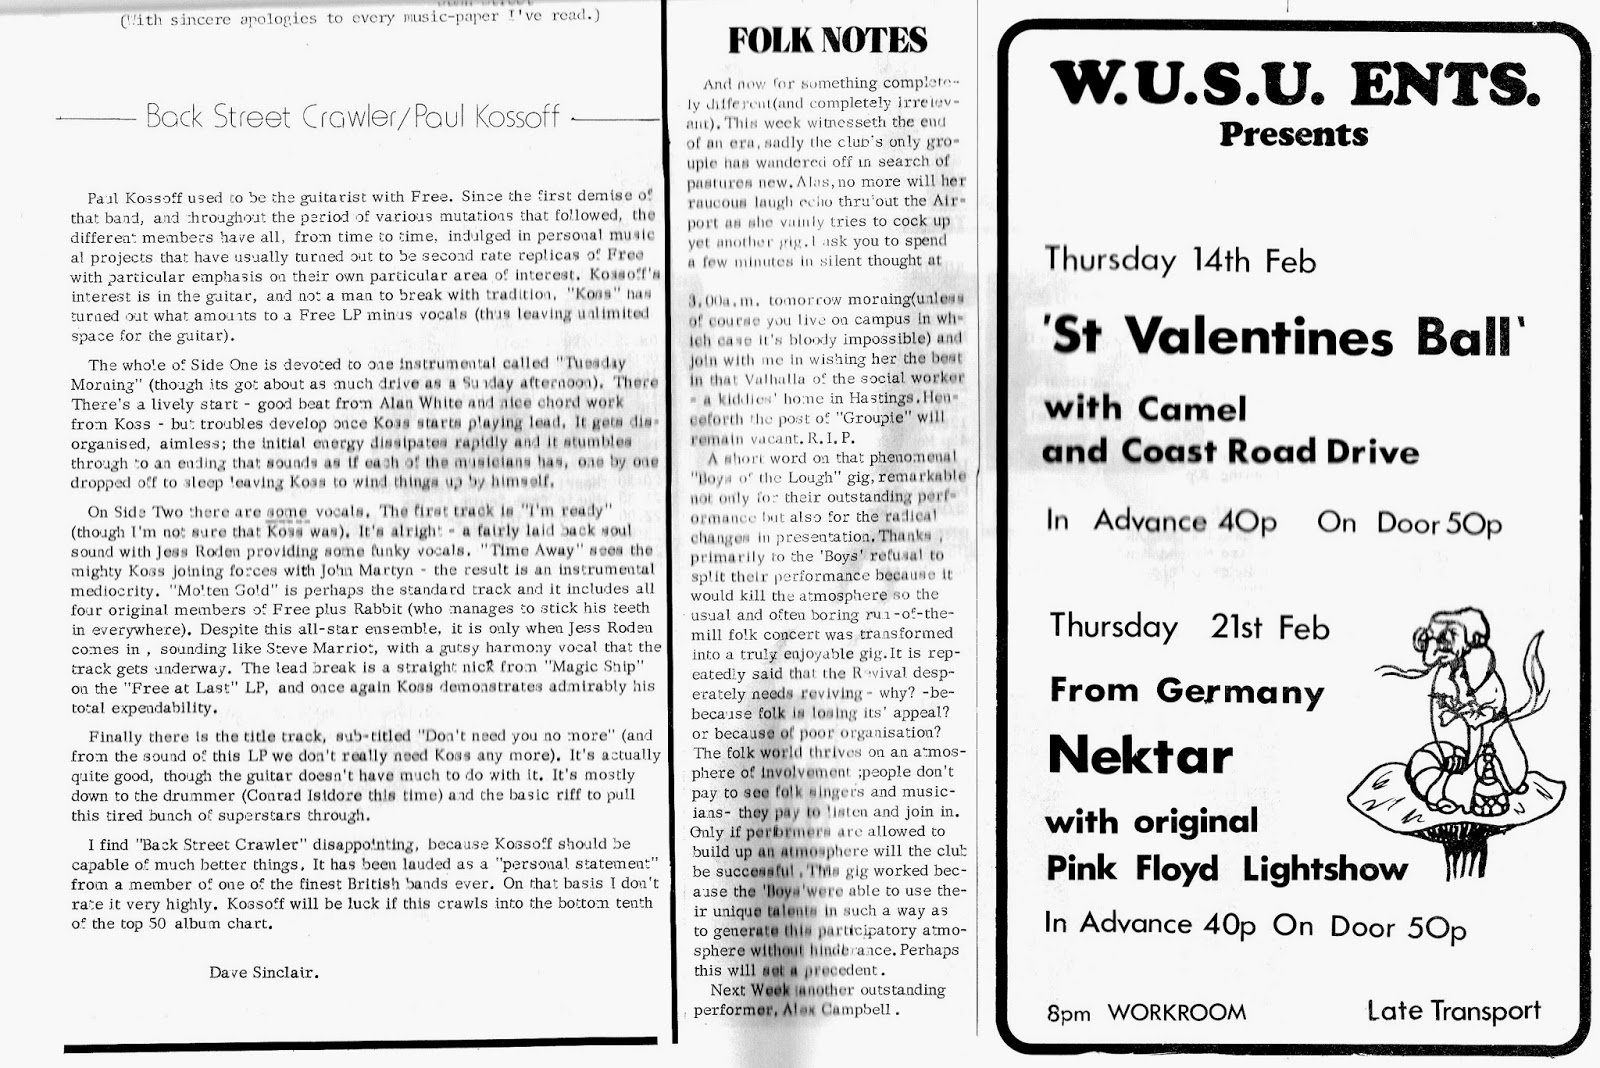 (With sincere apologies to every music-paper I've read.)
Back Street Crawler/Paul Kossoff
Paul Kossoff used to be the guitarist with Free. Since the first demise of
that band, and throughout the period of various mutations that followed, the
different members have all, from time to time, indulged in personal music
al projects that have usually turned out to be second rate replicas of Free
with particular emphasis on their own particular area of interest. Kossoff's
interest is in the guitar, and not a man to break with tradition, "Koss" has
turned out what amounts to a Free LP minus vocals (thus leaving unlimited
space for the guitar).
The whole of Side One is devoted to one instrumental called "Tuesday
Morning" (though its got about as much drive as a Sunday afternoon). There
There's a lively start - good beat from Alan White and nice chord work
from Koss - but troubles develop once Koss starts playing lead. It gets dis-
organised, aimless; the initial energy dissipates rapidly and it stumbles
through to an ending that sounds as if each of the musicians has, one by one
dropped off to sleep leaving Koss to wind things up by himself.
On Side Two there are some vocals. The first track is "I'm ready"
(though I'm not sure that Koss was). It's alright - a fairly laid back soul
sound with Jess Roden providing some funky vocals. "Time Away" sees the
mighty Koss joining forces with John Martyn - the result is an instrumental
mediocrity. "Molten Gold" is perhaps the standard track and it includes all
four original members of Free plus Rabbit (who manages to stick his teeth
in everywhere). Despite this all-star ensemble, it is only when Jess Roden
comes in , sounding like Steve Marriot, with a gutsy harmony vocal that the
track gets underway. The lead break is a straight nick from "Magic Ship"
on the "Free at Last" LP, and once again Koss demonstrates admirably his
total expendability.
Finally there is the title track, sub-titled "Don't need you no more" (and
from the sound of this LP we don't really need Koss any more). It's actually
quite good, though the guitar doesn't have much to do with it. It's mostly
down to the drummer (Conrad Isidore this time) and the basic riff to pull
this tired bunch of superstars through.
I find "Back Street Crawler" disappointing, because Kossoff should be
capable of much better things. It has been lauded as a "personal statement"
from a member of one of the finest British bands ever. On that basis I don't
rate it very highly. Kossoff will be luck if this crawls into the bottom tenth
of the top 50 album chart.
Dave Sinclair.
FOLK NOTES
And now for something complete-
ly different(and completely irrelev-
ant). This week witnesseth the end
of an era, sadly the club's only gro-
upie has wandered off in search of
pastures new. Alas, no more will her
raucous laugh echo thru'out the Air-
port as she vainly tries to cock up
yet another gig. I ask you to spend
a few minutes in silent thought at
3,00a.m. tomorrow morning(unless
of course you live on campus in wh-
ich case it's bloody impossible) and
join with me in wishing her the best
in that Valhalla of the social worker
- a kiddies' home in Hastings. Hen-
ceforth the post of "Groupie" will
remain vacant. R.I.P.
A short word on that phenomenal
"Boys of the Lough" gig, remarkable
not only for their outstanding perf-
ormance but also for the radical
changes in presentation. Thanks ,
primarily to the 'Boys' refusal to
split their performance because it
would kill the atmosphere so the
usual and often boring run-of-the-
mill folk concert was transformed
into a truly enjoyable gig. It is rep-
eatedly said that the Revival desp-
erately needs reviving - why? -be-
because folk is losing its' appeal?
or because of poor organisation?
The folk world thrives on an atmos-
phere of involvement ;people don't
pay to see folk singers and music-
ians- they pay to listen and join in.
Only if performers are allowed to
build up an atmosphere will the club
be successful . This gig worked bec-
ause the 'Boys'were able to use the-
ir unique talents in such a way as
to generate this participatory atmo-
sphere without hinderance. Perhaps
this will set a precedent.
Next Week another outstanding
performer, Alex Campbell .
W.U.S.U. ENTS.
Presents
Thursday 14th Feb
'St Valentines Ball'
with Camel
and Coast Road Drive
In Advance 40p On Door 50p
Thursday 21st Feb
From Germany
Nektar
with original
Pink Floyd Lightshow
In Advance 40p On Door 50p
8pm WORKROOM Late Transport